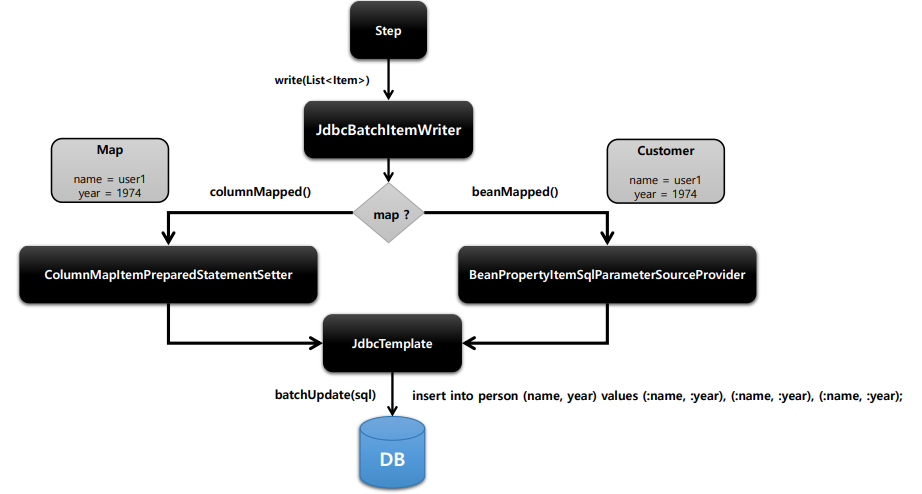 Step
write(List<Item>)
JdbcBatchItemWriter
Map
name = user1
year = 1974
Customer
name = user1
year = 1974
columnMapped()
beanMapped()
map ?
ColumnMapItemPreparedStatementSetter
BeanPropertyItemSqlParameterSourceProvider
JdbcTemplate
batchUpdate(sql)
insert into person (name, year) values (:name, :year), (:name, :year), (:name, :year);
DB